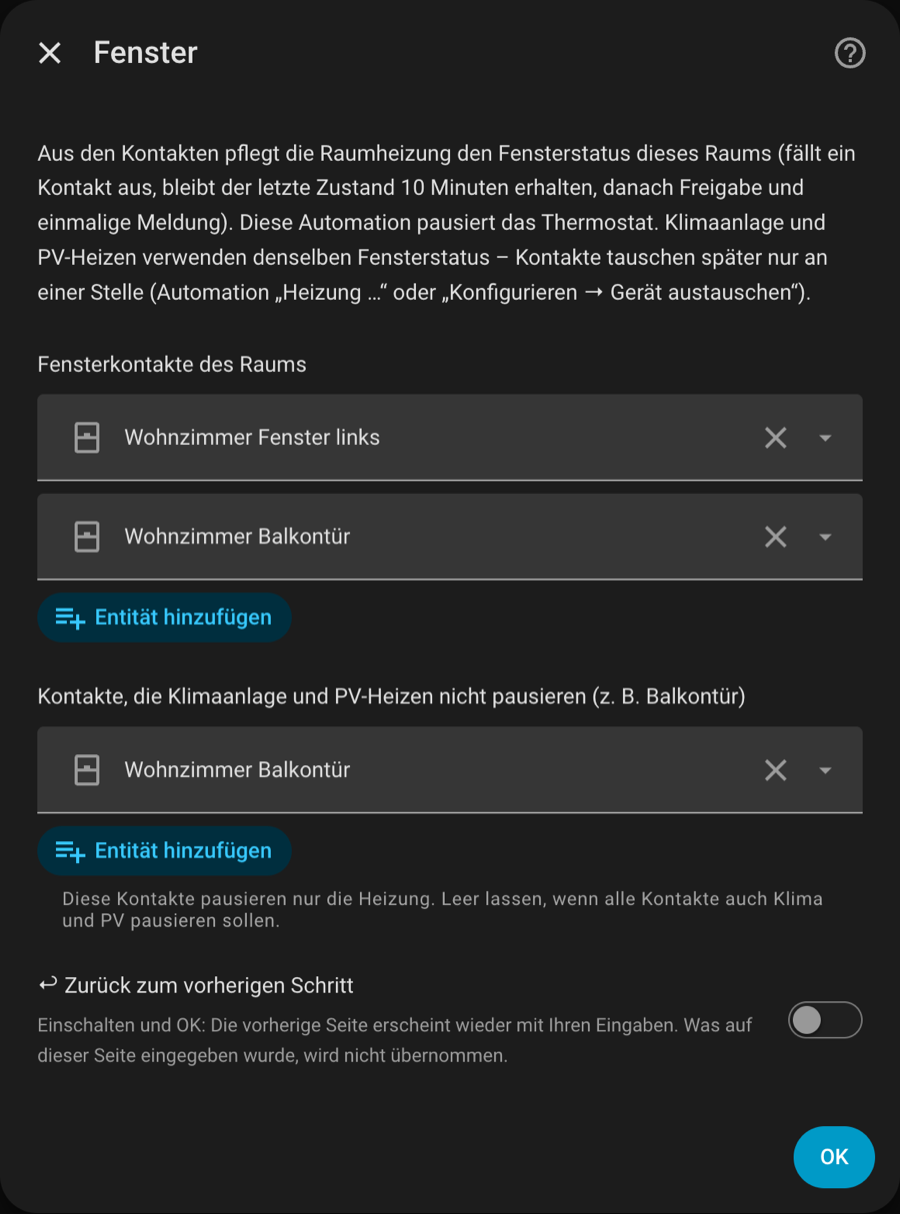 Fenster
Aus den Kontakten pflegt die Raumheizung den Fensterstatus dieses Raums (fällt ein
Kontakt aus, bleibt der letzte Zustand 10 Minuten erhalten, danach Freigabe und
einmalige Meldung). Diese Automation pausiert das Thermostat. Klimaanlage und
PV-Heizen verwenden denselben Fensterstatus – Kontakte tauschen später nur an
einer Stelle (Automation „Heizung …“ oder „Konfigurieren → Gerät austauschen“).
Fensterkontakte des Raums
Wohnzimmer Fenster links
Wohnzimmer Balkontür
Entität hinzufügen
Kontakte, die Klimaanlage und PV-Heizen nicht pausieren (z. B. Balkontür)
Wohnzimmer Balkontür
Entität hinzufügen
Diese Kontakte pausieren nur die Heizung. Leer lassen, wenn alle Kontakte auch Klima
und PV pausieren sollen.
↩ Zurück zum vorherigen Schritt
Einschalten und OK: Die vorherige Seite erscheint wieder mit Ihren Eingaben. Was auf
dieser Seite eingegeben wurde, wird nicht übernommen.
OK